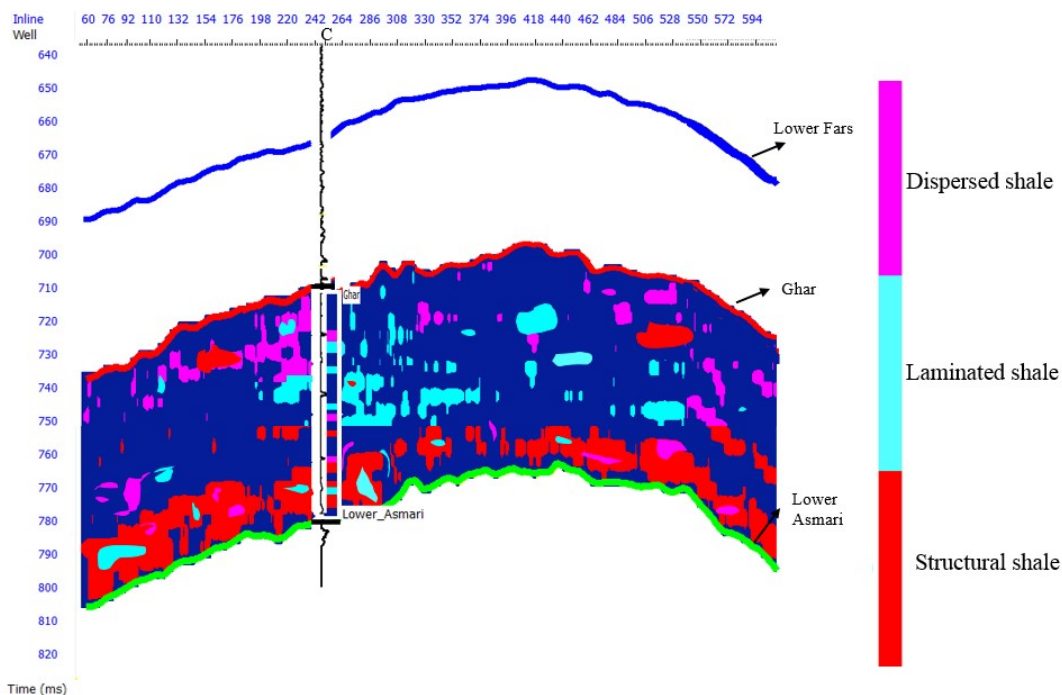 Inline 60 76 92 110 132 154 176 198 220 242 264 286 308 330 352 374 396 418 440 462 484 506 528 550 572 594
Well
C
640
650
660
670
680
690
700
710
720
730
740
750
760
770
780
790
800
810
820
Time (ms)
Lower Fars
Ghar
Ghar
Lower_Asmari
Lower
Asmari
Dispersed shale
Laminated shale
Structural shale